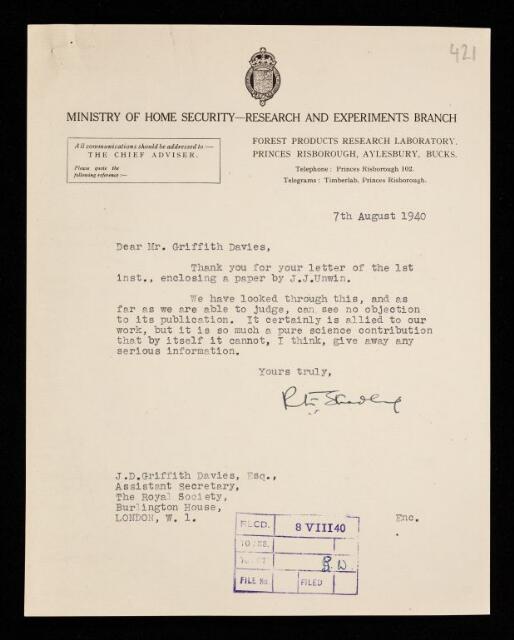 421
MINISTRY OF HOME SECURITY—RESEARCH AND EXPERIMENTS BRANCH
All communications should be addressed to :—
THE CHIEF ADVISER.
Please quote the
following reference :—
FOREST PRODUCTS RESEARCH LABORATORY,
PRINCES RISBOROUGH, AYLESBURY, BUCKS.
Telephone : Princes Risborough 102.
Telegrams : Timberlab, Princes Risborough.
7th August 1940
Dear Mr. Griffith Davies,
Thank you for your letter of the 1st
inst., enclosing a paper by J.J.Unwin.
We have looked through this, and as
far as we are able to judge, can see no objection
to its publication. It certainly is allied to our
work, but it is so much a pure science contribution
that by itself it cannot, I think, give away any
serious information.
Yours truly,
J.D.Griffith Davies, Esq.,
Assistant Secretary,
The Royal Society,
Burlington House,
LONDON, W. 1.
Enc.
RECD. 8 VIII 40
FILE No. FILED